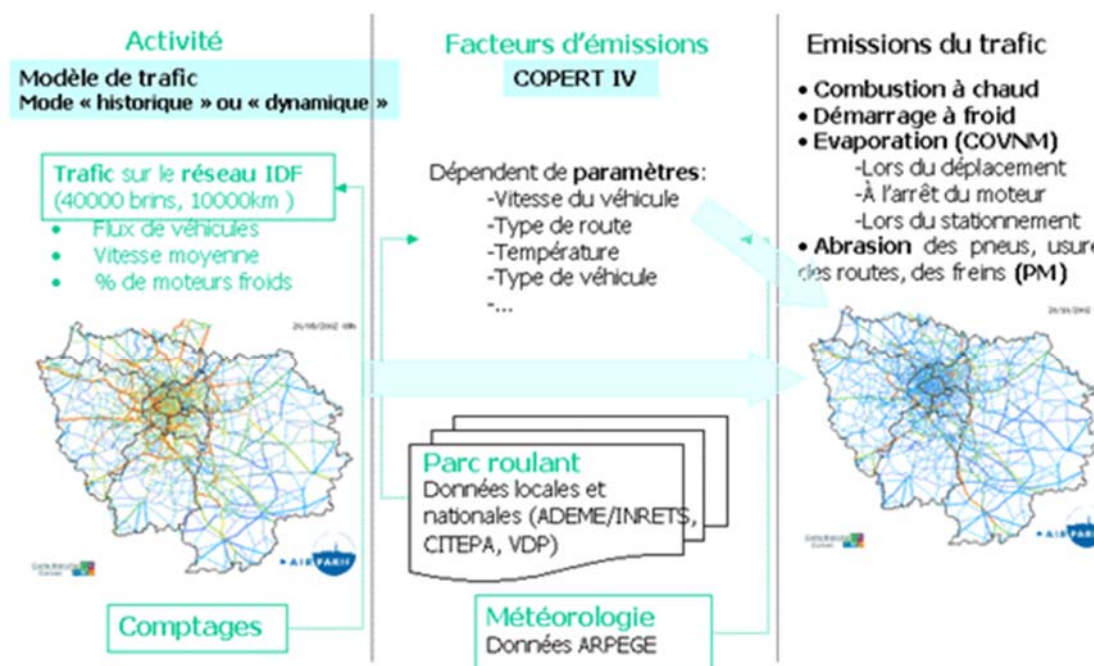 Activité
Modèle de trafic
Mode « historique » ou « dynamique »
Trafic sur le réseau IDF
(40000 brins, 10000km )
• Flux de véhicules
• Vitesse moyenne
• % de moteurs froids
AIR PARIF
Comptages
Facteurs d'émissions
COPERT IV
Dépendent de paramètres:
-Vitesse du véhicule
-Type de route
-Température
-Type de véhicule
-...
Parc roulant
Données locales et
nationales (ADEME/INRETS,
CITEPA, VDP)
Météorologie
Données ARPEGE
Emissions du trafic
• Combustion à chaud
• Démarrage à froid
• Evaporation (COVNM)
-Lors du déplacement
-À l'arrêt du moteur
-Lors du stationnement
• Abrasion des pneus, usure
des routes, des freins (PM)
AIR PA